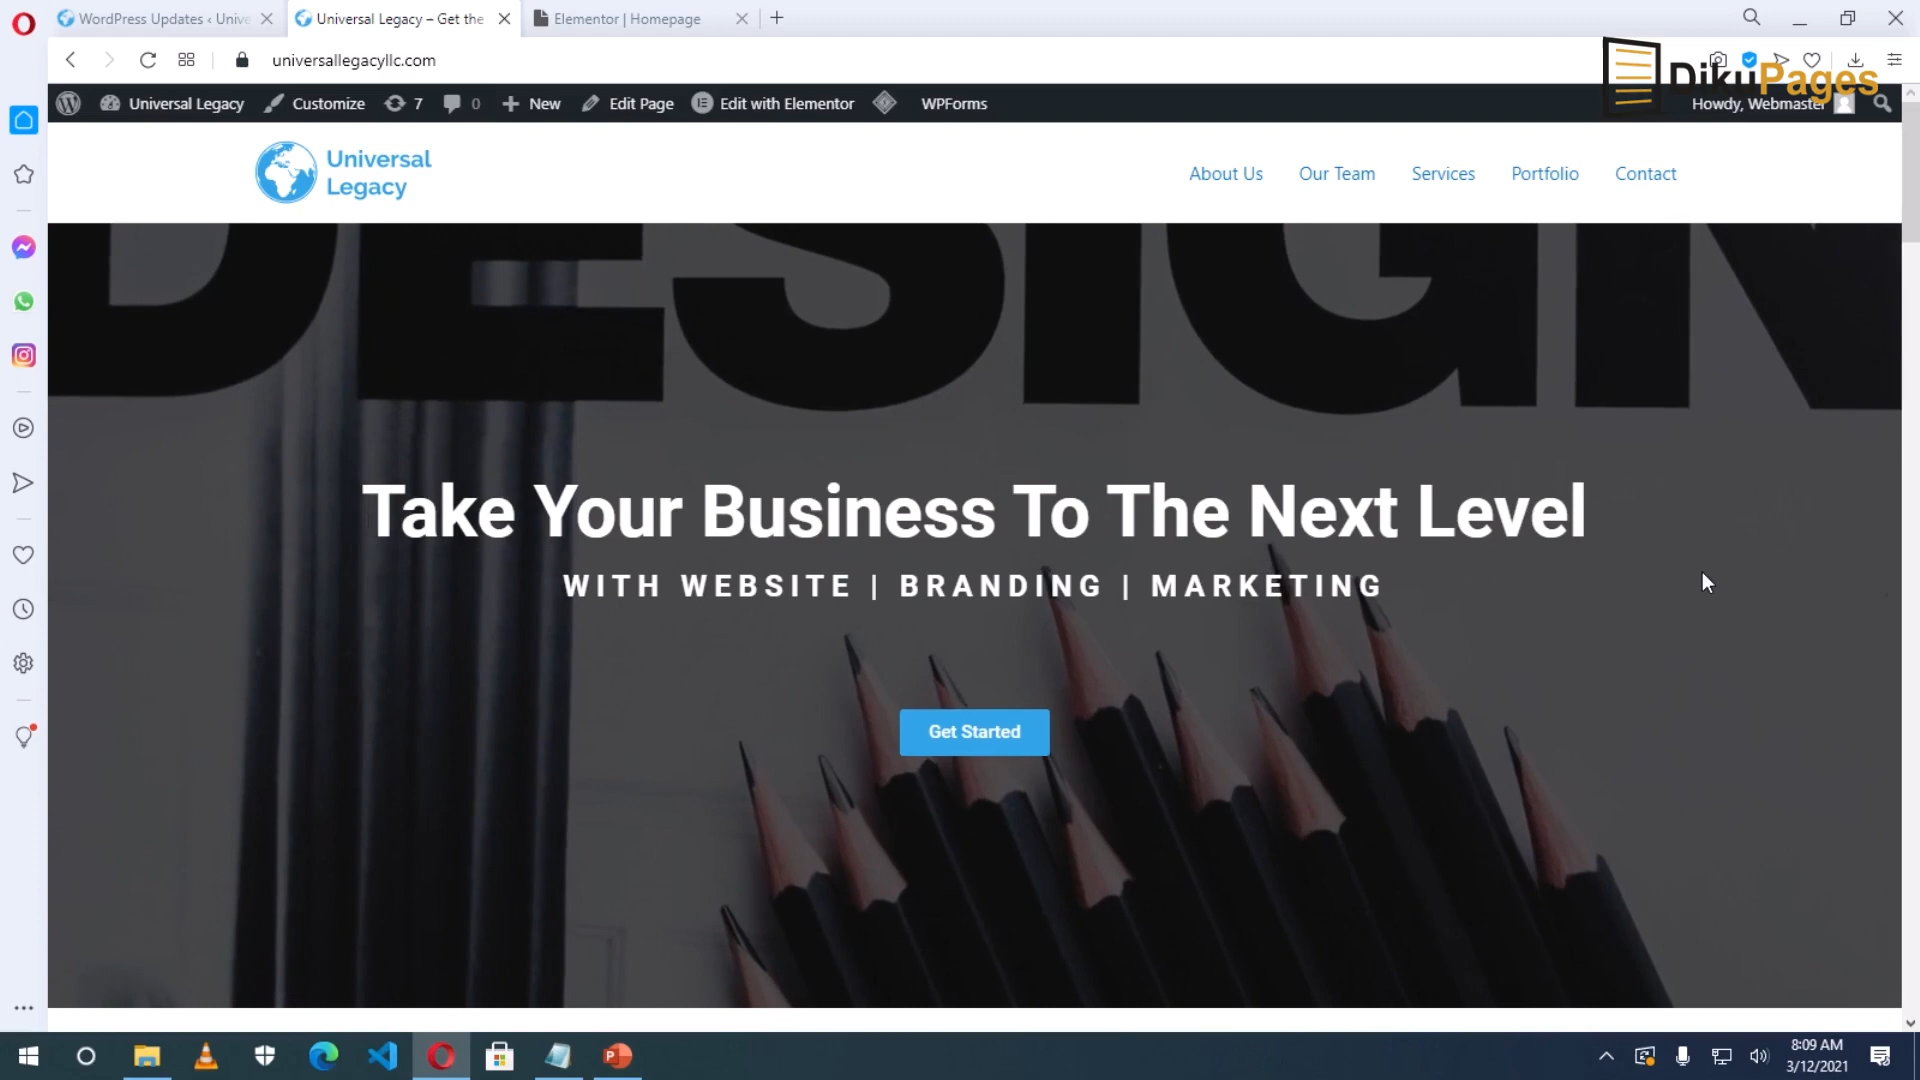 WordPress Updates ‹ Unive
Universal Legacy – Get the
Elementor | Homepage
universallegacyllc.com
DikuPages
Universal Legacy
Customize
7
0
New
Edit Page
Edit with Elementor
WPForms
Howdy, Webmaster
Universal
Legacy
About Us
Our Team
Services
Portfolio
Contact
DESIGN
Take Your Business To The Next Level
WITH WEBSITE | BRANDING | MARKETING
Get Started
8:09 AM
3/12/2021